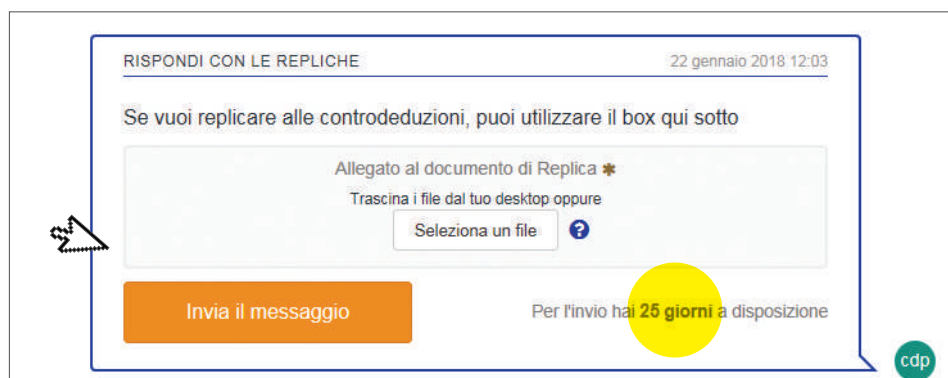 RISPONDI CON LE REPLICHE 22 gennaio 2018 12:03
Se vuoi replicare alle controdeduzioni, puoi utilizzare il box qui sotto
Allegato al documento di Replica ✱
Trascina i file dal tuo desktop oppure
Seleziona un file ?
Invia il messaggio Per l'invio hai 25 giorni a disposizione
cdp